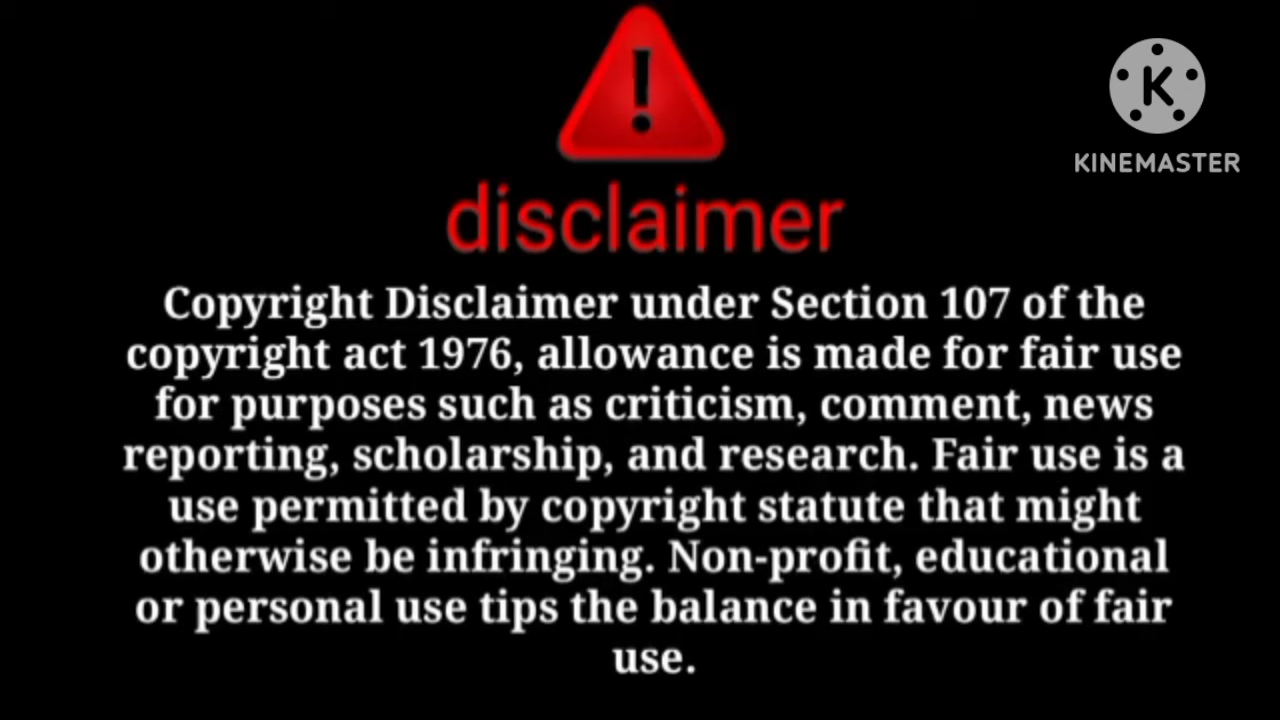 !
K
KINEMASTER
disclaimer
Copyright Disclaimer under Section 107 of the
copyright act 1976, allowance is made for fair use
for purposes such as criticism, comment, news
reporting, scholarship, and research. Fair use is a
use permitted by copyright statute that might
otherwise be infringing. Non-profit, educational
or personal use tips the balance in favour of fair
use.